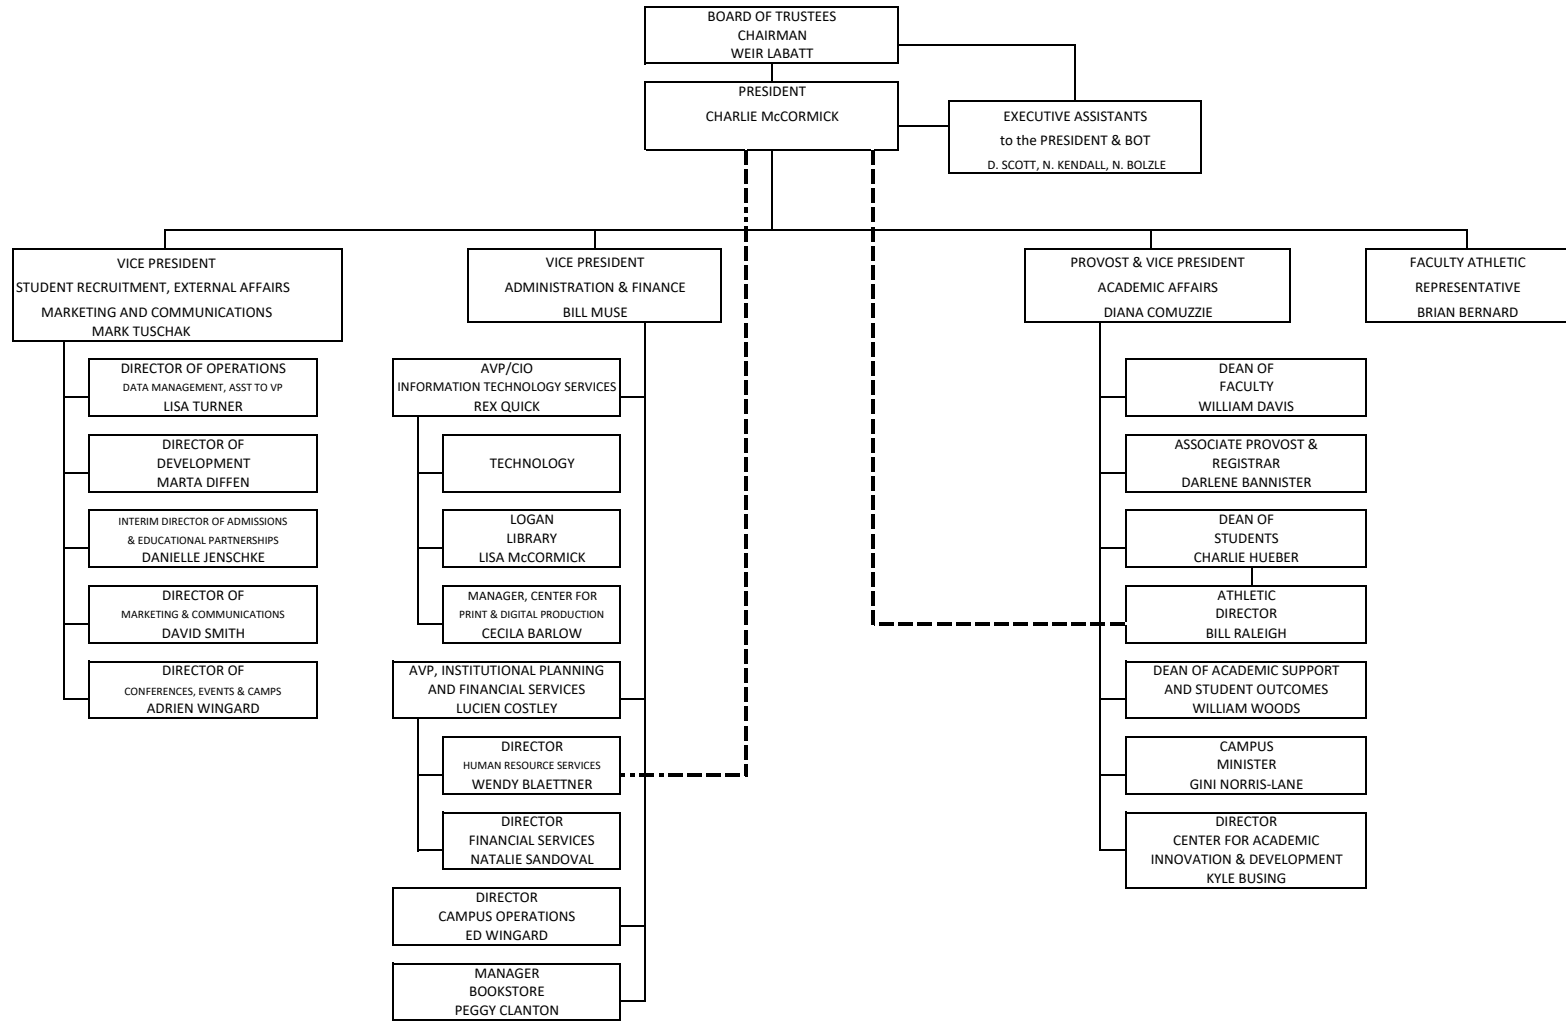 BOARD OF TRUSTEES
CHAIRMAN
WEIR LABATT
PRESIDENT
CHARLIE McCORMICK
EXECUTIVE ASSISTANTS
to the PRESIDENT & BOT
D. SCOTT, N. KENDALL, N. BOLZLE
VICE PRESIDENT
STUDENT RECRUITMENT, EXTERNAL AFFAIRS
MARKETING AND COMMUNICATIONS
MARK TUSCHAK
DIRECTOR OF OPERATIONS
DATA MANAGEMENT, ASST TO VP
LISA TURNER
DIRECTOR OF
DEVELOPMENT
MARTA DIFFEN
INTERIM DIRECTOR OF ADMISSIONS
& EDUCATIONAL PARTNERSHIPS
DANIELLE JENSCHKE
DIRECTOR OF
MARKETING & COMMUNICATIONS
DAVID SMITH
DIRECTOR OF
CONFERENCES, EVENTS & CAMPS
ADRIEN WINGARD
VICE PRESIDENT
ADMINISTRATION & FINANCE
BILL MUSE
AVP/CIO
INFORMATION TECHNOLOGY SERVICES
REX QUICK
TECHNOLOGY
LOGAN
LIBRARY
LISA McCORMICK
MANAGER, CENTER FOR
PRINT & DIGITAL PRODUCTION
CECILA BARLOW
AVP, INSTITUTIONAL PLANNING
AND FINANCIAL SERVICES
LUCIEN COSTLEY
DIRECTOR
HUMAN RESOURCE SERVICES
WENDY BLAETTNER
DIRECTOR
FINANCIAL SERVICES
NATALIE SANDOVAL
DIRECTOR
CAMPUS OPERATIONS
ED WINGARD
MANAGER
BOOKSTORE
PEGGY CLANTON
PROVOST & VICE PRESIDENT
ACADEMIC AFFAIRS
DIANA COMUZZIE
DEAN OF
FACULTY
WILLIAM DAVIS
ASSOCIATE PROVOST &
REGISTRAR
DARLENE BANNISTER
DEAN OF
STUDENTS
CHARLIE HUEBER
ATHLETIC
DIRECTOR
BILL RALEIGH
DEAN OF ACADEMIC SUPPORT
AND STUDENT OUTCOMES
WILLIAM WOODS
CAMPUS
MINISTER
GINI NORRIS-LANE
DIRECTOR
CENTER FOR ACADEMIC
INNOVATION & DEVELOPMENT
KYLE BUSING
FACULTY ATHLETIC
REPRESENTATIVE
BRIAN BERNARD